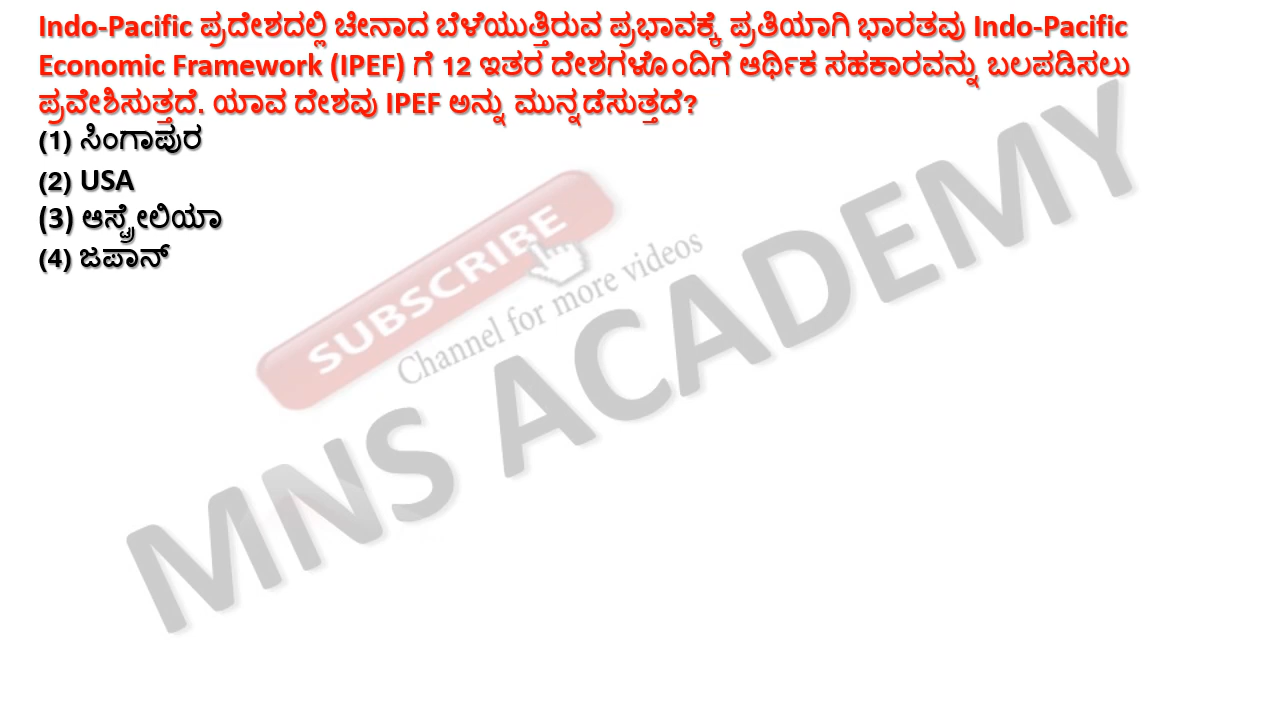 Indo-Pacific ಪ್ರದೇಶದಲ್ಲಿ ಚೀನಾದ ಬೆಳೆಯುತ್ತಿರುವ ಪ್ರಭಾವಕ್ಕೆ ಪ್ರತಿಯಾಗಿ ಭಾರತವು Indo-Pacific
Economic Framework (IPEF) ಗೆ 12 ಇತರ ದೇಶಗಳೊಂದಿಗೆ ಆರ್ಥಿಕ ಸಹಕಾರವನ್ನು ಬಲಪಡಿಸಲು
ಪ್ರವೇಶಿಸುತ್ತದೆ. ಯಾವ ದೇಶವು IPEF ಅನ್ನು ಮುನ್ನಡೆಸುತ್ತದೆ?
(1) ಸಿಂಗಾಪುರ
(2) USA
(3) ಆಸ್ಟ್ರೇಲಿಯಾ
(4) ಜಪಾನ್
SUBSCRIBE
Channel for more videos
MNS ACADEMY